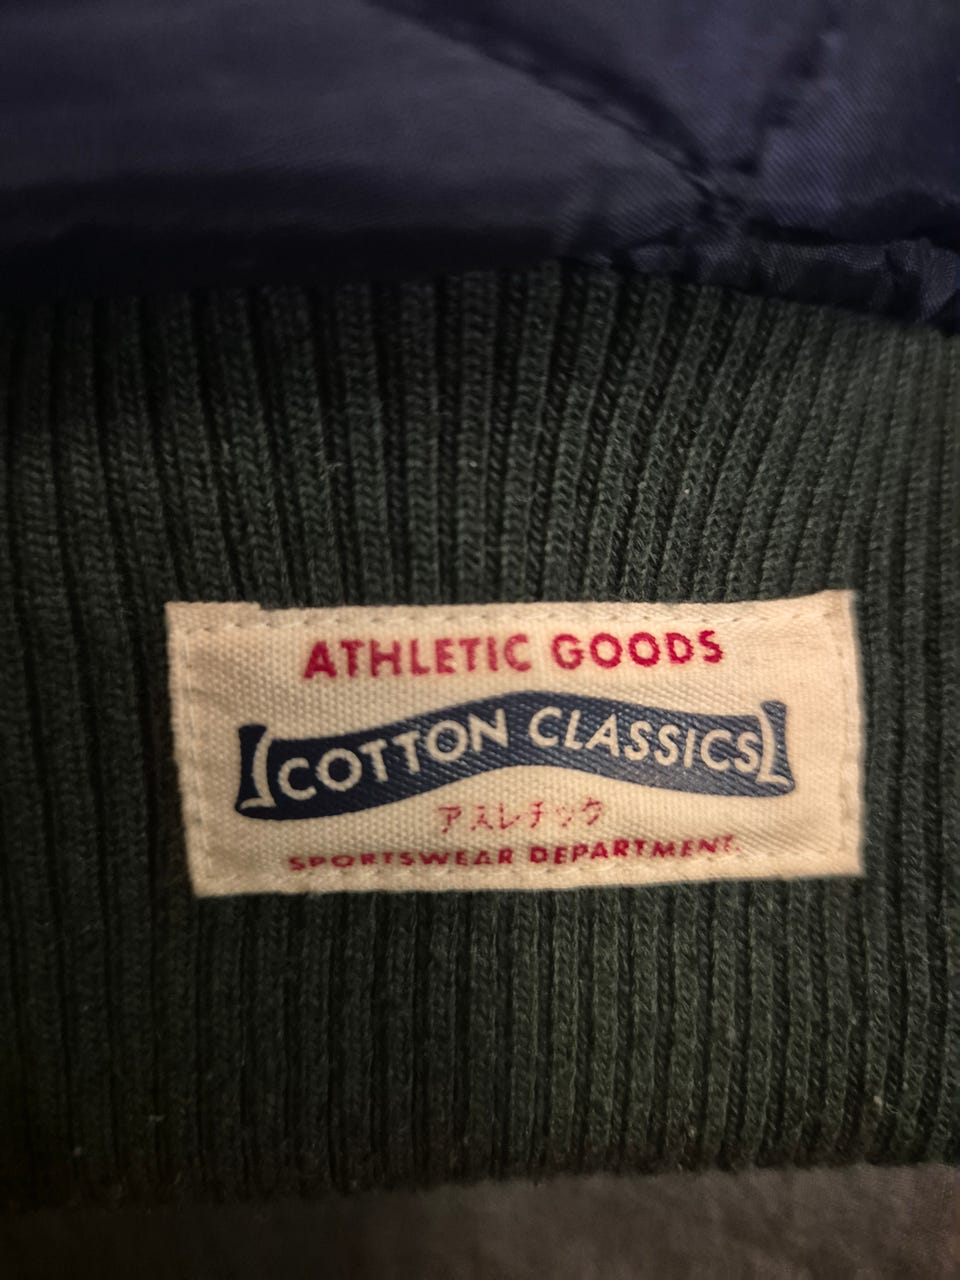 ATHLETIC GOODS
COTTON CLASSICS
アスレチック
SPORTSWEAR DEPARTMENT.